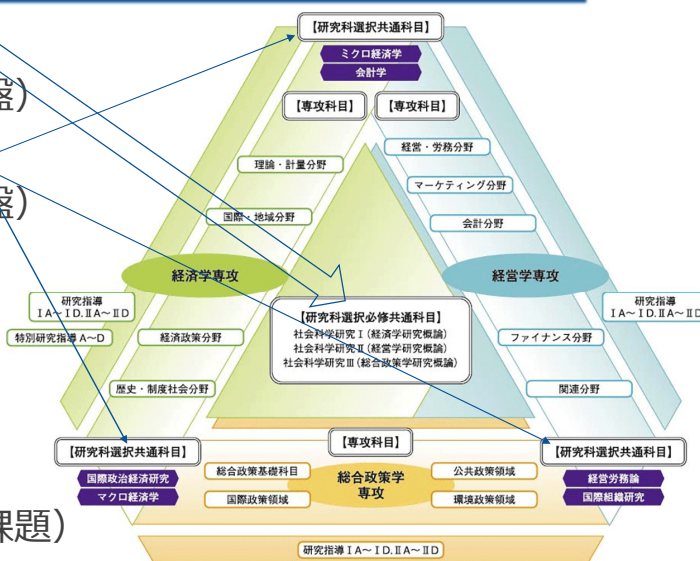 【研究科選択共通科目】
ミクロ経済学
会計学
盤)
【専攻科目】
【専攻科目】
経営・労務分野
理論・計量分野
マーケティング分野
盤)
国際・地域分野
会計分野
経済学専攻
経営学専攻
研究指導
ⅠA～ⅠD.ⅡA～ⅡD
特別研究指導 A～D
【研究科選択必修共通科目】
社会科学研究Ⅰ(経済学研究概論)
社会科学研究Ⅱ(経営学研究概論)
社会科学研究Ⅲ(総合政策学研究概論)
研究指導
ⅠA～ⅠD.ⅡA～ⅡD
経済政策分野
ファイナンス分野
歴史・制度社会分野
関連分野
【研究科選択共通科目】
国際政治経済研究
マクロ経済学
【専攻科目】
総合政策基礎科目
国際政策領域
総合政策学
専攻
公共政策領域
環境政策領域
【研究科選択共通科目】
経営労務論
国際組織研究
課題)
研究指導ⅠA～ⅠD.ⅡA～ⅡD